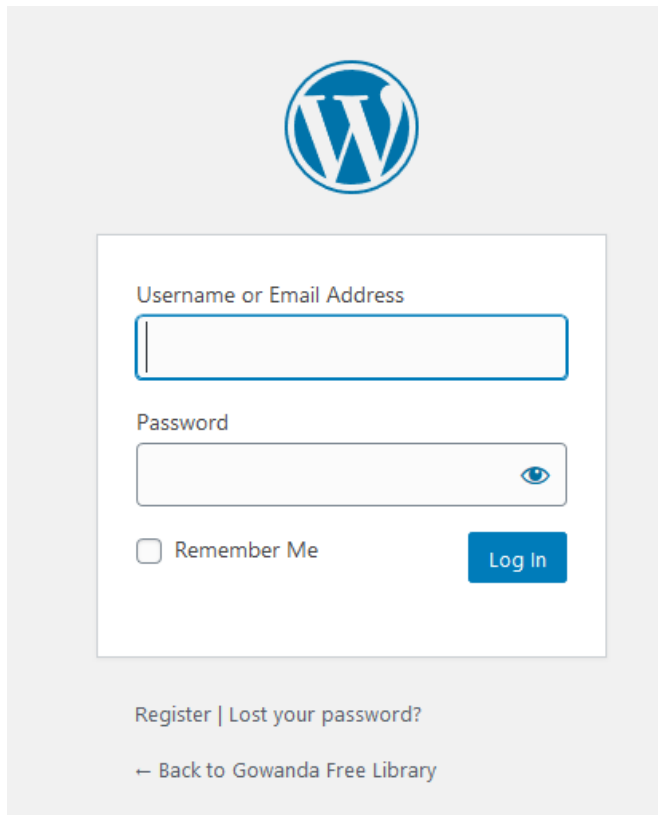 Username or Email Address
Password
Remember Me
Log In
Register | Lost your password?
← Back to Gowanda Free Library